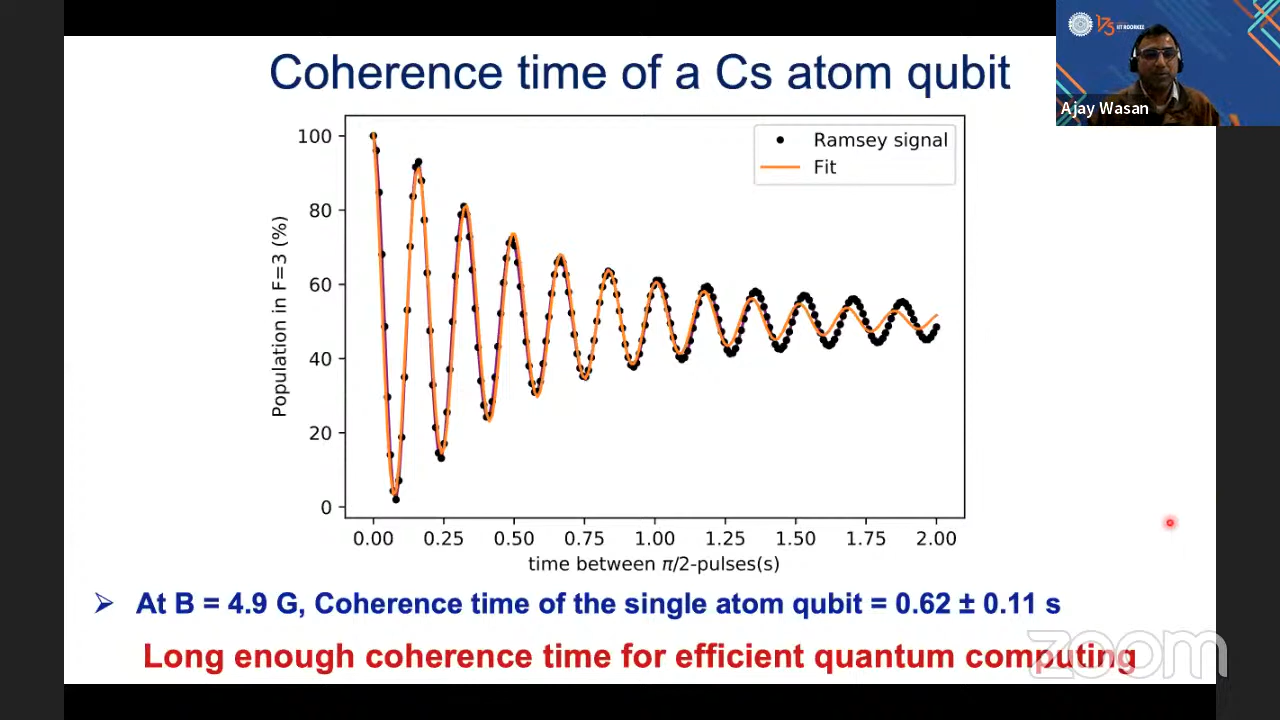 Coherence time of a Cs atom qubit
175
IIT ROORKEE
Ajay Wasan
Ramsey signal
Fit
Population in F=3 (%)
100
80
60
40
20
0
0.00 0.25 0.50 0.75 1.00 1.25 1.50 1.75 2.00
time between π/2-pulses(s)
➢ At B = 4.9 G, Coherence time of the single atom qubit = 0.62 ± 0.11 s
Long enough coherence time for efficient quantum computing
zoom